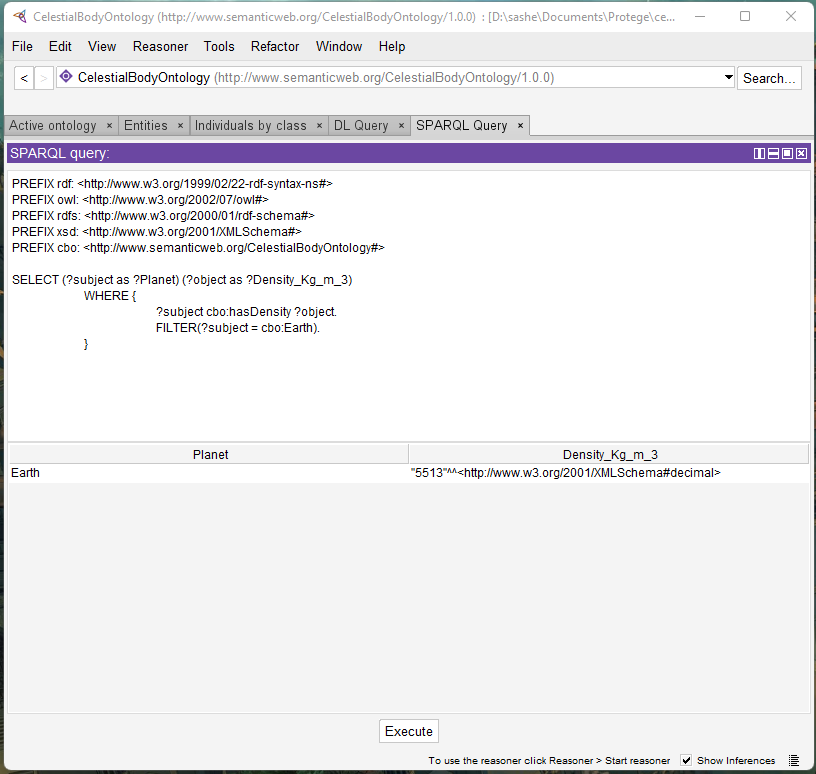 CelestialBodyOntology (http://www.semanticweb.org/CelestialBodyOntology/1.0.0) : [D:\sashe\Documents\Protege\ce...
File Edit View Reasoner Tools Refactor Window Help
< > CelestialBodyOntology (http://www.semanticweb.org/CelestialBodyOntology/1.0.0) Search...
Active ontology × Entities × Individuals by class × DL Query × SPARQL Query ×
SPARQL query:
PREFIX rdf: <http://www.w3.org/1999/02/22-rdf-syntax-ns#>
PREFIX owl: <http://www.w3.org/2002/07/owl#>
PREFIX rdfs: <http://www.w3.org/2000/01/rdf-schema#>
PREFIX xsd: <http://www.w3.org/2001/XMLSchema#>
PREFIX cbo: <http://www.semanticweb.org/CelestialBodyOntology#>
SELECT (?subject as ?Planet) (?object as ?Density_Kg_m_3)
WHERE {
?subject cbo:hasDensity ?object.
FILTER(?subject = cbo:Earth).
}
Planet Density_Kg_m_3
Earth "5513"^^<http://www.w3.org/2001/XMLSchema#decimal>
Execute
To use the reasoner click Reasoner > Start reasoner Show Inferences